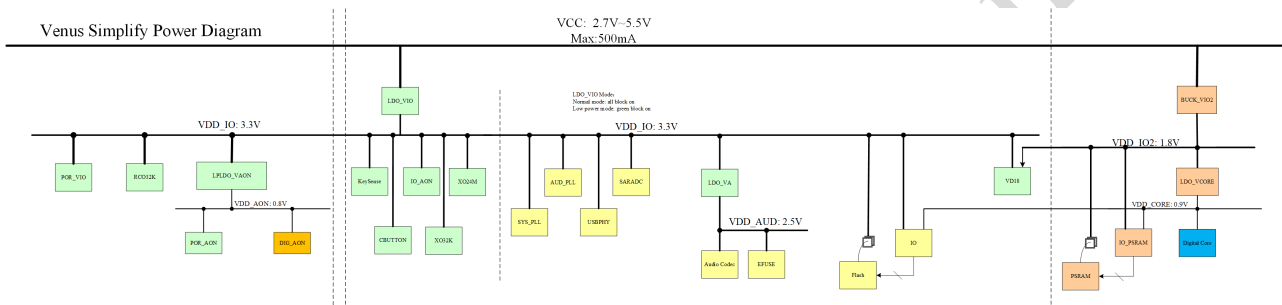 Venus Simplify Power Diagram
VCC: 2.7V~5.5V
Max:500mA
LDO_VIO
BUCK_VIO2
LDO_VIO Mode:
Normal mode: all block on
Low power mode: green block on
VDD_IO: 3.3V
VDD_IO: 3.3V
VDD_IO2: 1.8V
POR_VIO
RCO32K
LPLDO_VAON
KeySense
IO_AON
XO24M
AUD_PLL
SARADC
LDO_VA
VD18
LDO_VCORE
VDD_AON: 0.8V
VDD_CORE: 0.9V
SYS_PLL
USBPHY
VDD_AUD: 2.5V
POR_AON
DIG_AON
CBUTTON
XO32K
IO
IO_PSRAM
Digital Core
Audio Codec
EFUSE
Flash
PSRAM